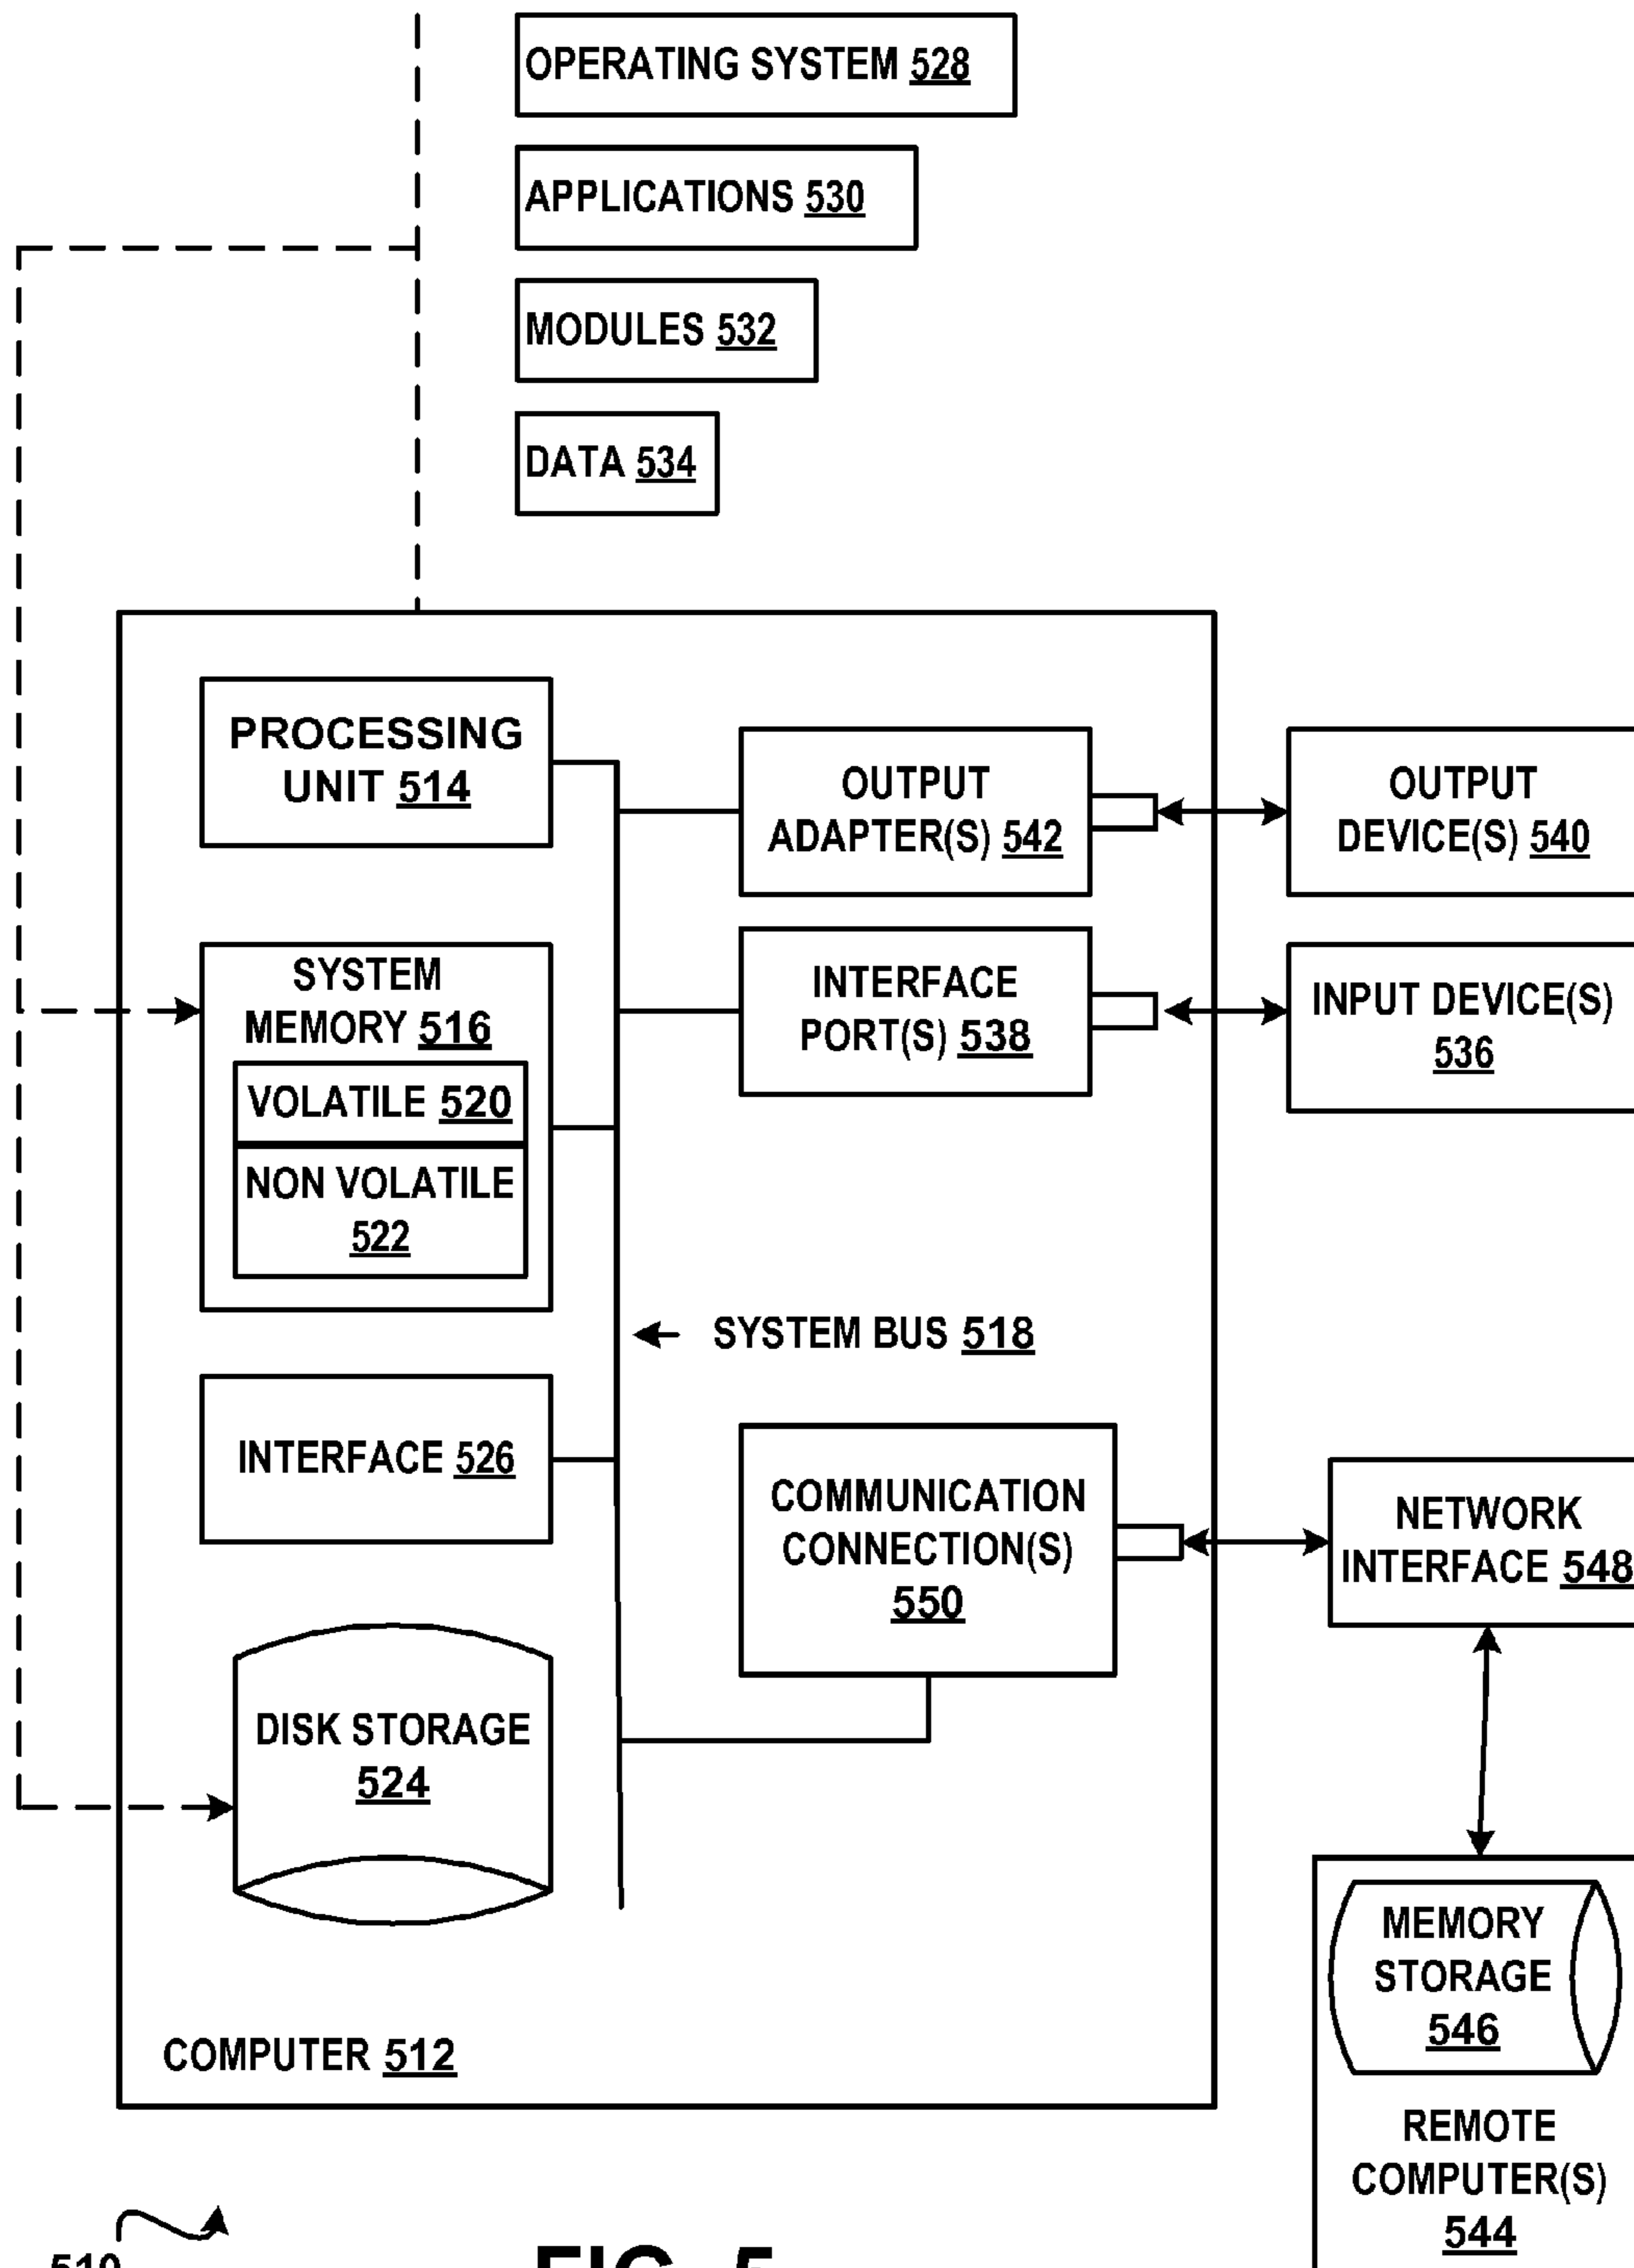 OPERATING SYSTEM 528
APPLICATIONS 530
MODULES 532
DATA 534
PROCESSING
UNIT 514
OUTPUT
ADAPTER(S) 542
OUTPUT
DEVICE(S) 540
SYSTEM
MEMORY 516
VOLATILE 520
NON VOLATILE
522
INTERFACE
PORT(S) 538
INPUT DEVICE(S)
536
SYSTEM BUS 518
INTERFACE 526
COMMUNICATION
CONNECTION(S)
550
NETWORK
INTERFACE 548
DISK STORAGE
524
MEMORY
STORAGE
546
REMOTE
COMPUTER(S)
544
COMPUTER 512
FIG. 5